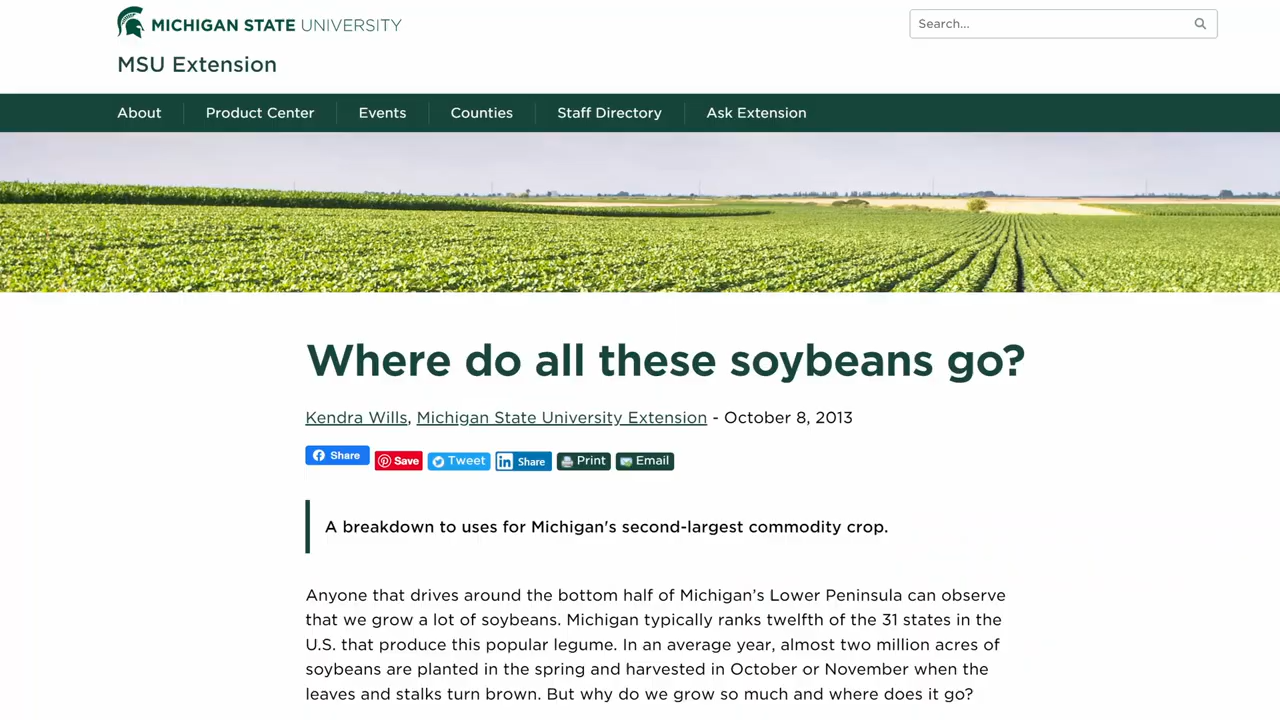 MICHIGAN STATE UNIVERSITY
Search...
MSU Extension
About Product Center Events Counties Staff Directory Ask Extension
Where do all these soybeans go?
Kendra Wills, Michigan State University Extension - October 8, 2013
Share Save Tweet Share Print Email
A breakdown to uses for Michigan's second-largest commodity crop.
Anyone that drives around the bottom half of Michigan’s Lower Peninsula can observe
that we grow a lot of soybeans. Michigan typically ranks twelfth of the 31 states in the
U.S. that produce this popular legume. In an average year, almost two million acres of
soybeans are planted in the spring and harvested in October or November when the
leaves and stalks turn brown. But why do we grow so much and where does it go?